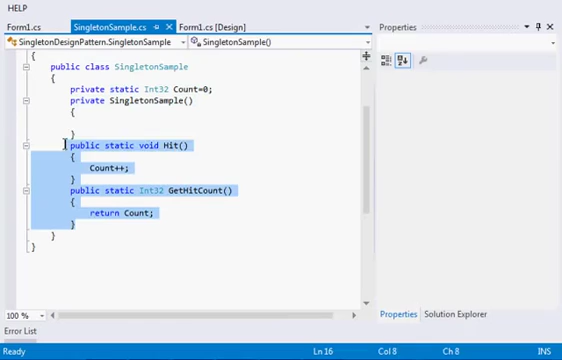 HELP
Form1.cs SingletonSample.cs Form1.cs [Design]
SingletonDesignPattern.SingletonSample SingletonSample()
{
public class SingletonSample
{
private static Int32 Count=0;
private SingletonSample()
{
}
public static void Hit()
{
Count++;
}
public static Int32 GetHitCount()
{
return Count;
}
}
}
100 %
Properties
Properties Solution Explorer
Error List
Ready Ln 16 Col 8 Ch 8 INS